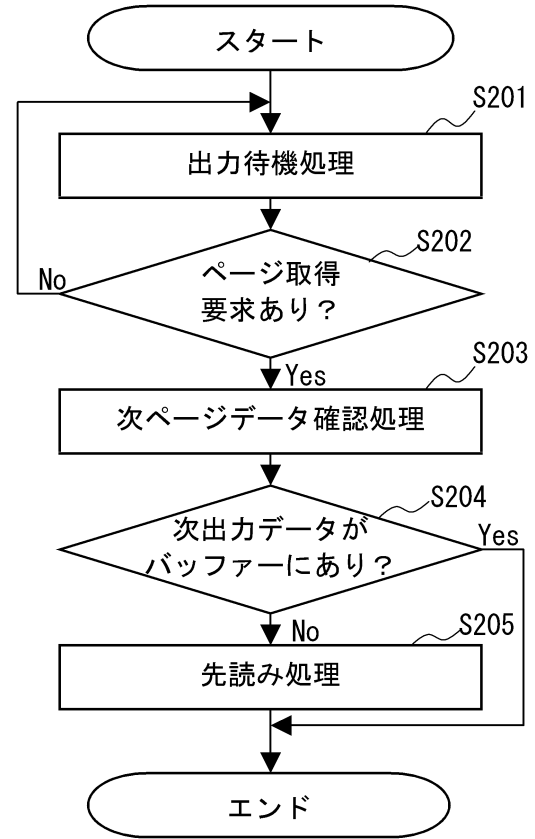 スタート
S201
出力待機処理
S202
ページ取得
要求あり？
No
Yes
S203
次ページデータ確認処理
S204
次出力データが
バッファーにあり？
Yes
No
S205
先読み処理
エンド